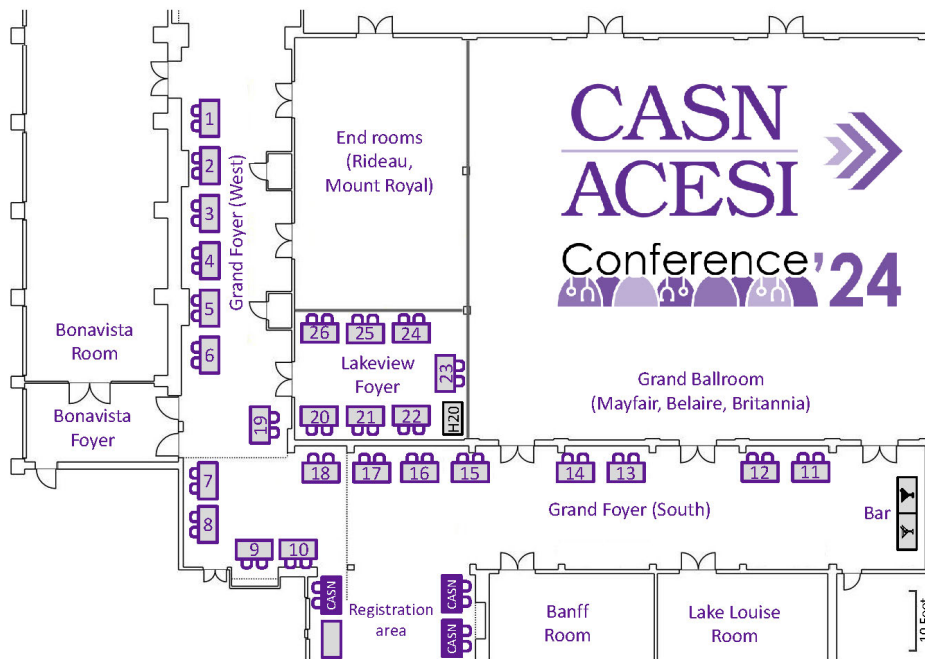 CASN
ACESI
Conference '24
End rooms
(Rideau,
Mount Royal)
1
2
3
4
5
6
Grand Foyer (West)
Bonavista
Room
Bonavista
Foyer
26
25
24
Lakeview
Foyer
23
20
21
22
H20
19
Grand Ballroom
(Mayfair, Belaire, Britannia)
7
8
9
10
18
17
16
15
14
13
12
11
Grand Foyer (South)
Bar
CASN
Registration
area
CASN
CASN
Banff
Room
Lake Louise
Room
10 Feet